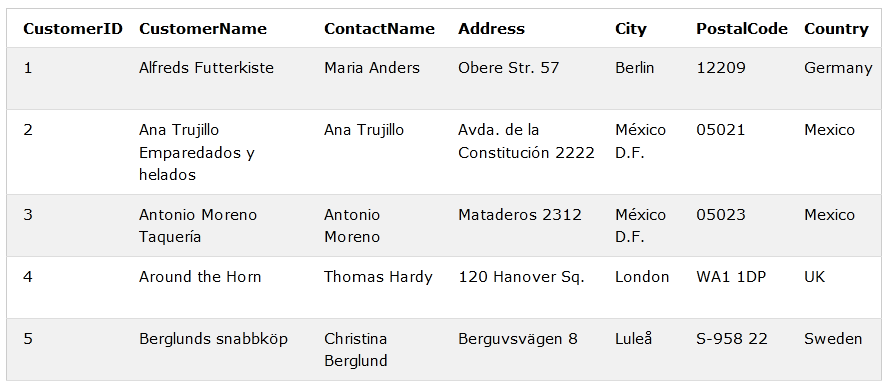 CustomerID CustomerName ContactName Address City PostalCode Country
1 Alfreds Futterkiste Maria Anders Obere Str. 57 Berlin 12209 Germany
2 Ana Trujillo Ana Trujillo Avda. de la México 05021 Mexico
Emparedados y Constitución 2222 D.F.
helados
3 Antonio Moreno Antonio Mataderos 2312 México 05023 Mexico
Taquería Moreno D.F.
4 Around the Horn Thomas Hardy 120 Hanover Sq. London WA1 1DP UK
5 Berglunds snabbköp Christina Berguvsvägen 8 Luleå S-958 22 Sweden
Berglund